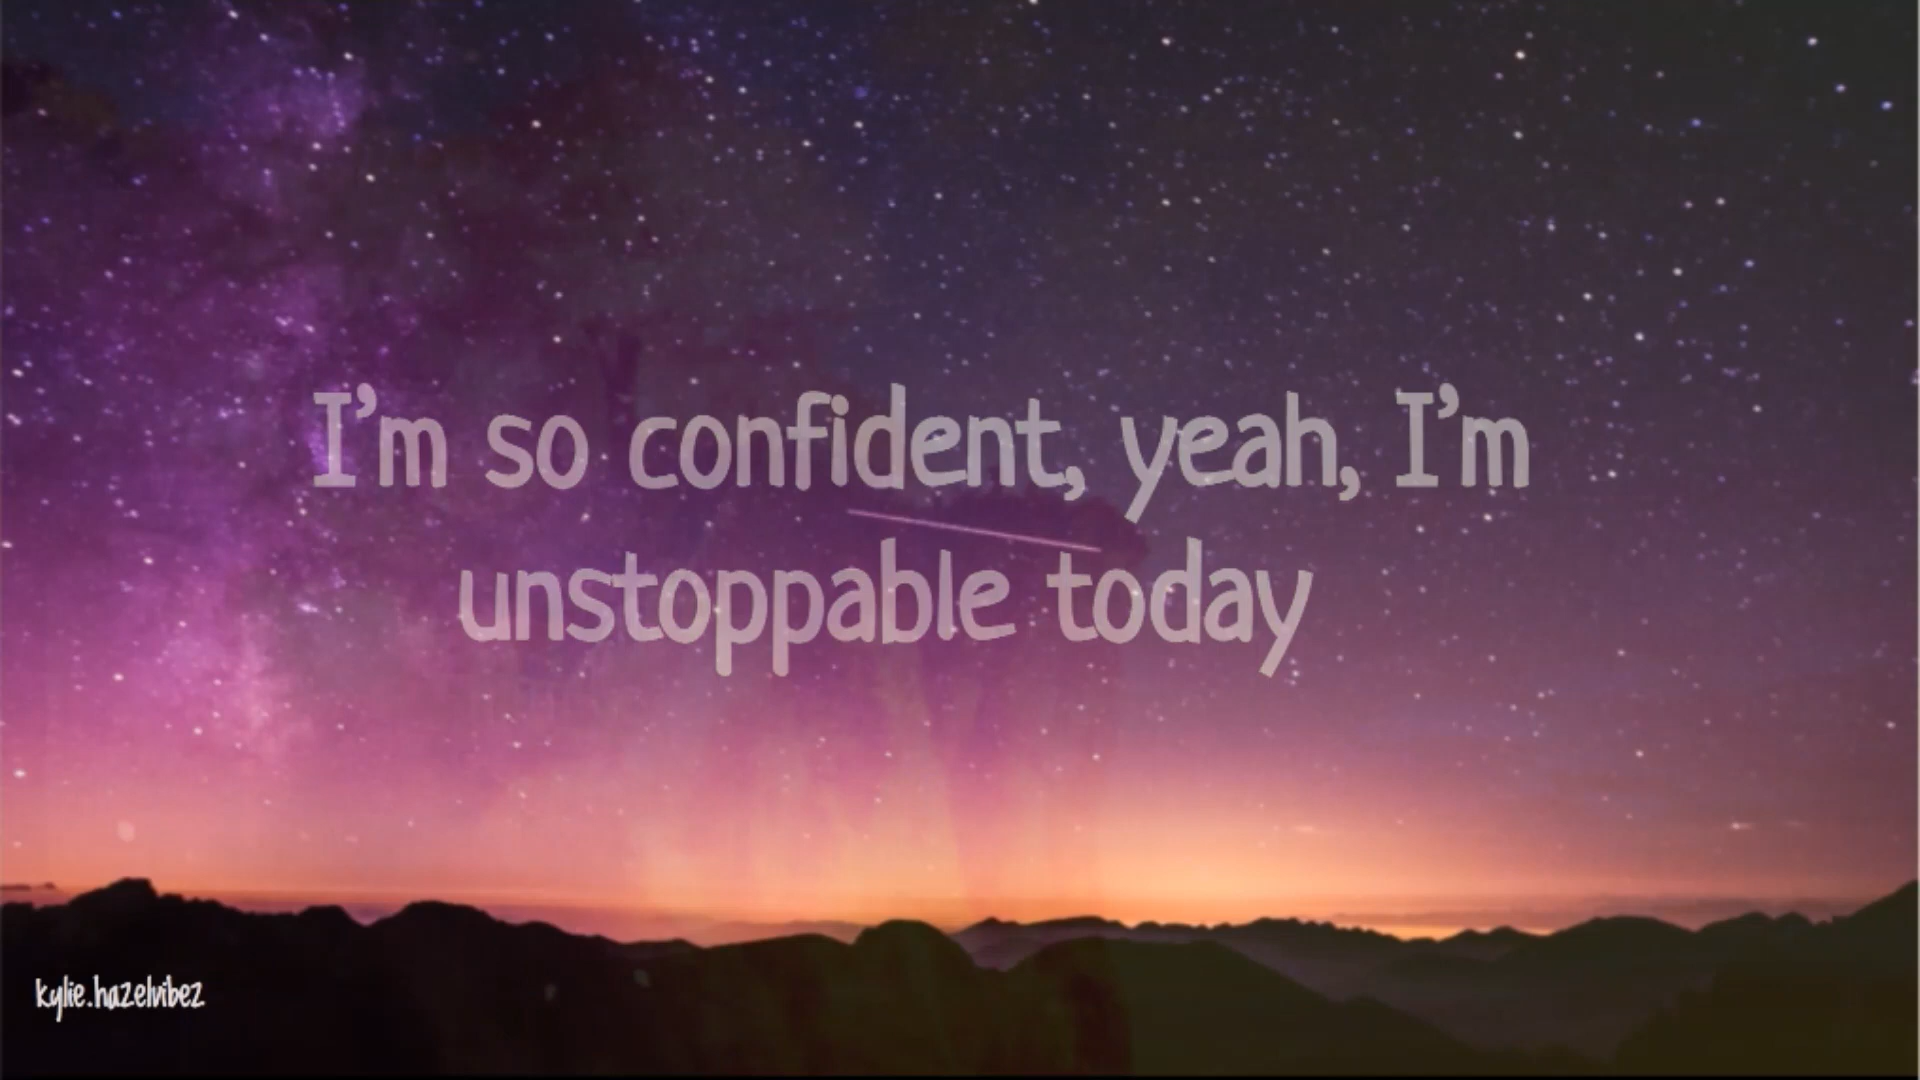 I'm so confident, yeah, I'm
unstoppable today
kylie.hazelvibez